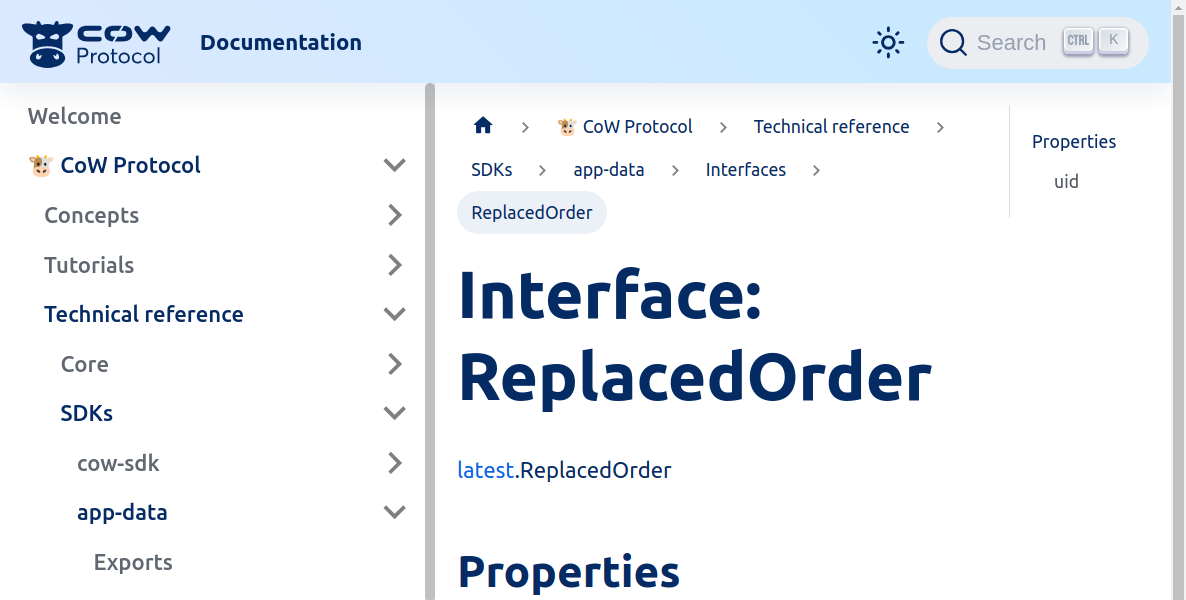 COW Protocol
Documentation
Search CTRL K
Welcome
CoW Protocol
Concepts
Tutorials
Technical reference
Core
SDKs
cow-sdk
app-data
Exports
CoW Protocol
Technical reference
SDKs
app-data
Interfaces
ReplacedOrder
Interface:
ReplacedOrder
latest.ReplacedOrder
Properties
Properties
uid